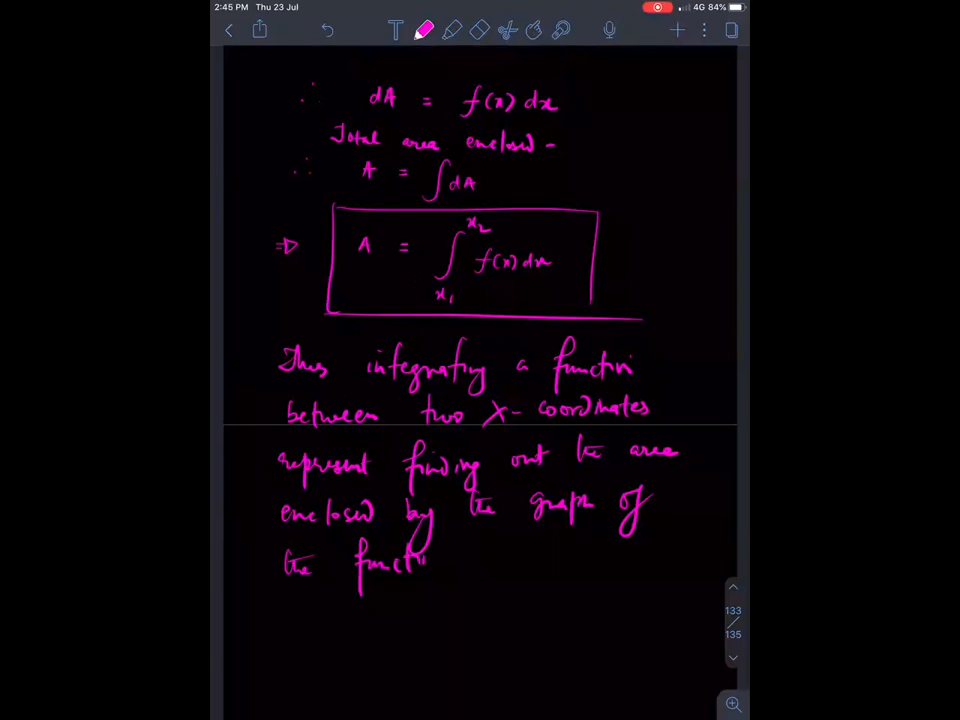 2:45 PM Thu 23 Jul 4G 84%
∴ dA = f(x) dx
Total area enclosed -
∴ A = ∫dA
⇒ A = ∫ x₁ x₂ f(x) dx
Thus integrating a function
between two X- coordinates
represent finding out the area
enclosed by the graph of
the functi
133
135